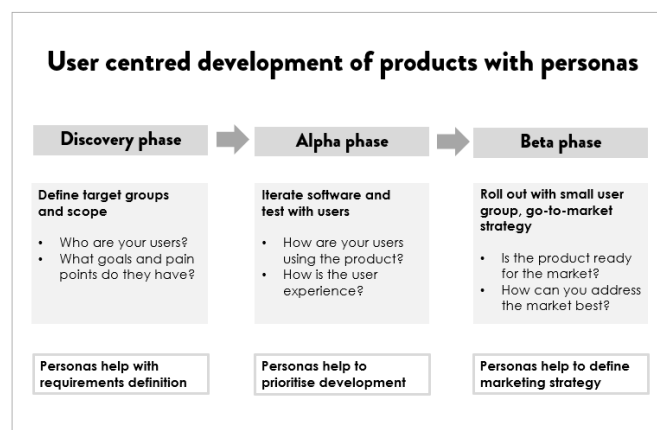 User centred development of products with personas
Discovery phase
Alpha phase
Beta phase
Define target groups
and scope
• Who are your users?
• What goals and pain
points do they have?
Iterate software and
test with users
• How are your users
using the product?
• How is the user
experience?
Roll out with small user
group, go-to-market
strategy
• Is the product ready
for the market?
• How can you address
the market best?
Personas help with
requirements definition
Personas help to
prioritise development
Personas help to define
marketing strategy